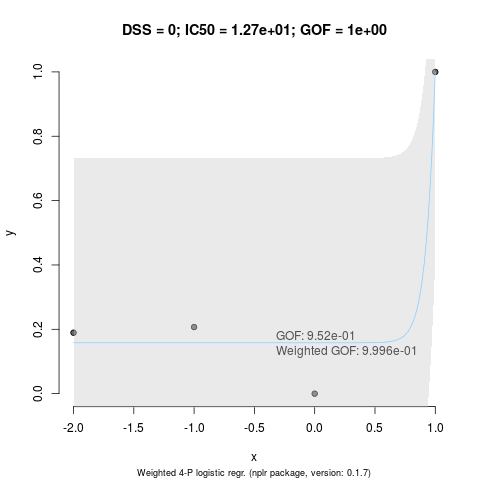 DSS = 0; IC50 = 1.27e+01; GOF = 1e+00
y
1.0
0.8
0.6
0.4
0.2
0.0
GOF: 9.52e-01
Weighted GOF: 9.996e-01
-2.0 -1.5 -1.0 -0.5 0.0 0.5 1.0
x
Weighted 4-P logistic regr. (nplr package, version: 0.1.7)